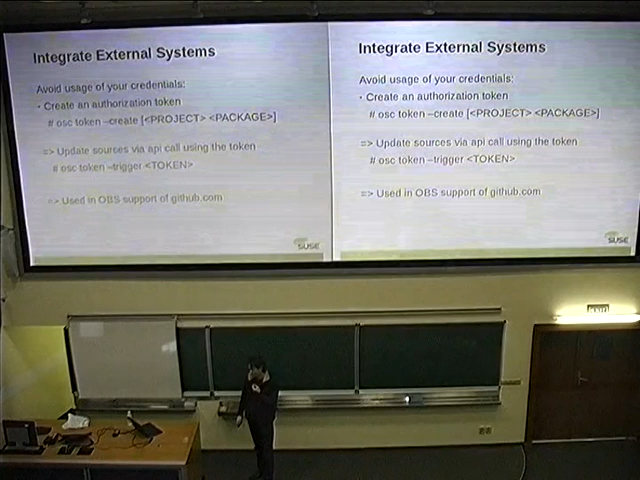 Integrate External Systems
Avoid usage of your credentials:
· Create an authorization token
# osc token –create [<PROJECT> <PACKAGE>]
=> Update sources via api call using the token
# osc token –trigger <TOKEN>
=> Used in OBS support of github.com
SUSE
Integrate External Systems
Avoid usage of your credentials:
· Create an authorization token
# osc token –create [<PROJECT> <PACKAGE>]
=> Update sources via api call using the token
# osc token –trigger <TOKEN>
=> Used in OBS support of github.com
SUSE
EXIT